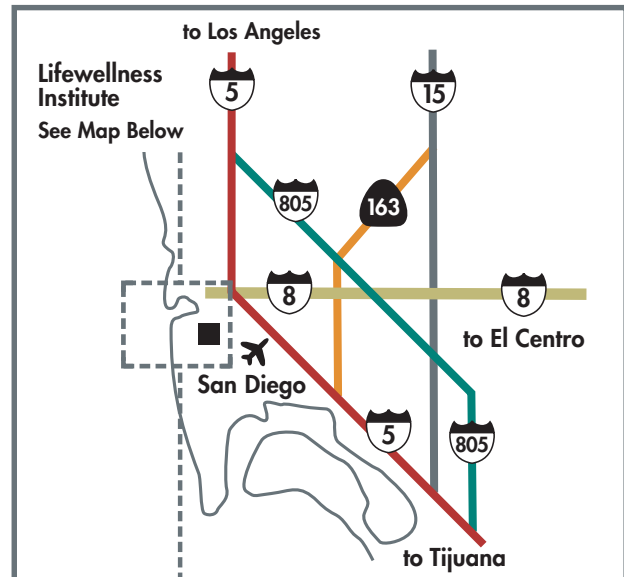 to Los Angeles
Lifewellness
Institute
See Map Below
5
15
805
163
8
8
to El Centro
San Diego
5
805
to Tijuana